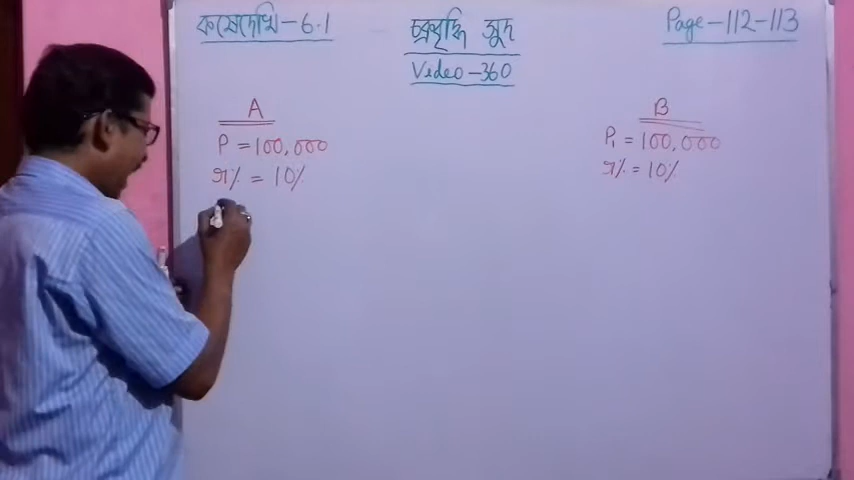 কষে দেখি-6.1
চক্রবৃদ্ধি সুদ
Page-112-113
Video-360
A
P = 100,000
r% = 10%
B
P₁ = 100,000
r% = 10%